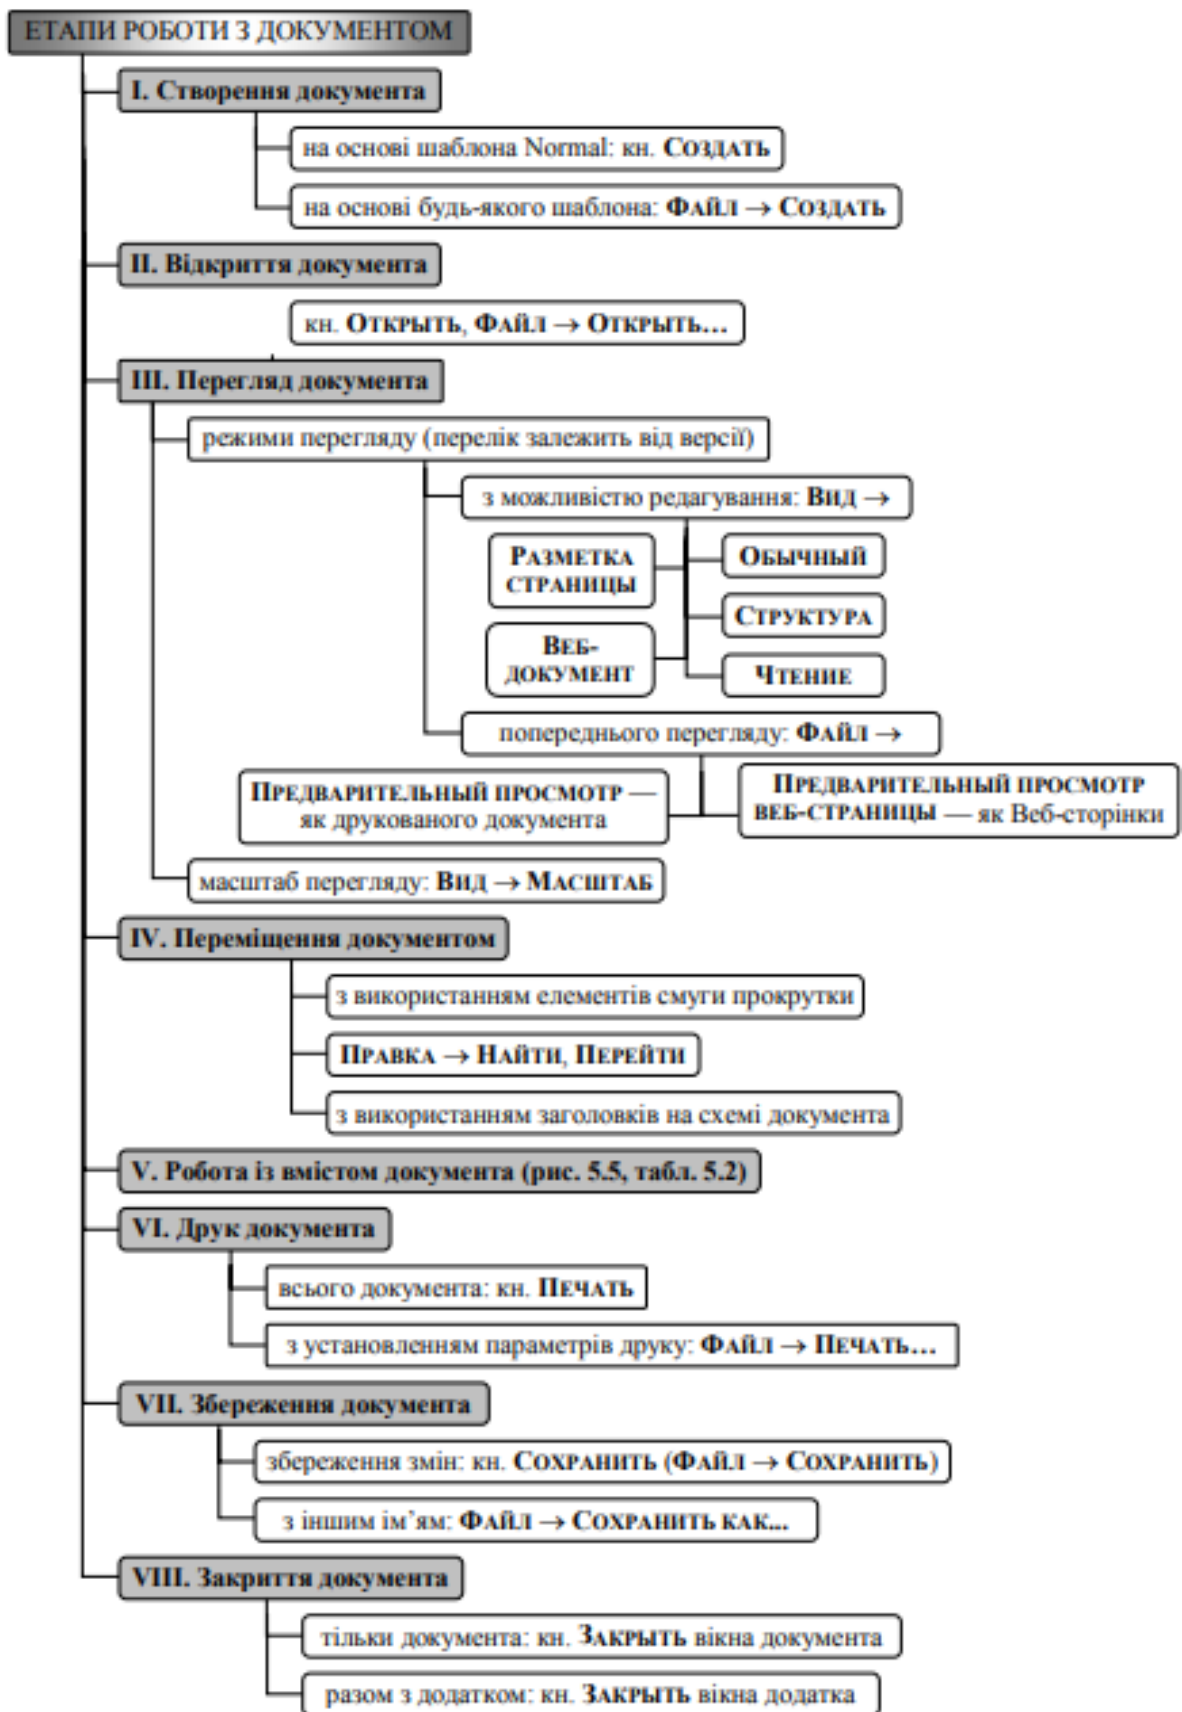 ЕТАПИ РОБОТИ З ДОКУМЕНТОМ
I. Створення документа
на основі шаблона Normal: кн. СОЗДАТЬ
на основі будь-якого шаблона: ФАЙЛ → СОЗДАТЬ
II. Відкриття документа
кн. ОТКРЫТЬ, ФАЙЛ → ОТКРЫТЬ...
III. Перегляд документа
режими перегляду (перелік залежить від версії)
з можливістю редагування: ВИД →
РАЗМЕТКА
СТРАНИЦЫ
ОБЫЧНЫЙ
СТРУКТУРА
ВЕБ-
ДОКУМЕНТ
ЧТЕНИЕ
попереднього перегляду: ФАЙЛ →
ПРЕДВАРИТЕЛЬНЫЙ ПРОСМОТР —
як друкованого документа
ПРЕДВАРИТЕЛЬНЫЙ ПРОСМОТР
ВЕБ-СТРАНИЦЫ — як Веб-сторінки
масштаб перегляду: ВИД → МАСШТАБ
IV. Переміщення документом
з використанням елементів смуги прокрутки
ПРАВКА → НАЙТИ, ПЕРЕЙТИ
з використанням заголовків на схемі документа
V. Робота із вмістом документа (рис. 5.5, табл. 5.2)
VI. Друк документа
всього документа: кн. ПЕЧАТЬ
з установленням параметрів друку: ФАЙЛ → ПЕЧАТЬ...
VII. Збереження документа
збереження змін: кн. СОХРАНИТЬ (ФАЙЛ → СОХРАНИТЬ)
з іншим ім’ям: ФАЙЛ → СОХРАНИТЬ КАК...
VIII. Закриття документа
тільки документа: кн. ЗАКРЫТЬ вікна документа
разом з додатком: кн. ЗАКРЫТЬ вікна додатка